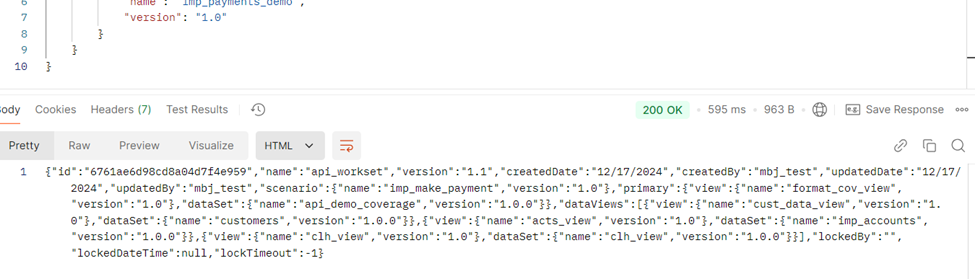 6 "name": "imp_payments_demo",
7 "version": "1.0"
8 }
9 }
10 }
Body Cookies Headers (7) Test Results 200 OK • 595 ms • 963 B • Save Response
Pretty Raw Preview Visualize HTML
1 {"id":"6761ae6d98cd8a04d7f4e959","name":"api_workset","version":"1.1","createdDate":"12/17/2024","createdBy":"mbj_test","updatedDate":"12/17/
2024","updatedBy":"mbj_test","scenario":{"name":"imp_make_payment","version":"1.0"},"primary":{"view":{"name":"format_cov_view",
"version":"1.0"},"dataSet":{"name":"api_demo_coverage","version":"1.0.0"}},"dataViews":[{"view":{"name":"cust_data_view","version":"1.
0"},"dataSet":{"name":"customers","version":"1.0.0"}},{"view":{"name":"acts_view","version":"1.0"},"dataSet":{"name":"imp_accounts",
"version":"1.0.0"}},{"view":{"name":"clh_view","version":"1.0"},"dataSet":{"name":"clh_view","version":"1.0.0"}}],"lockedBy":"",
"lockedDateTime":null,"lockTimeout":-1}